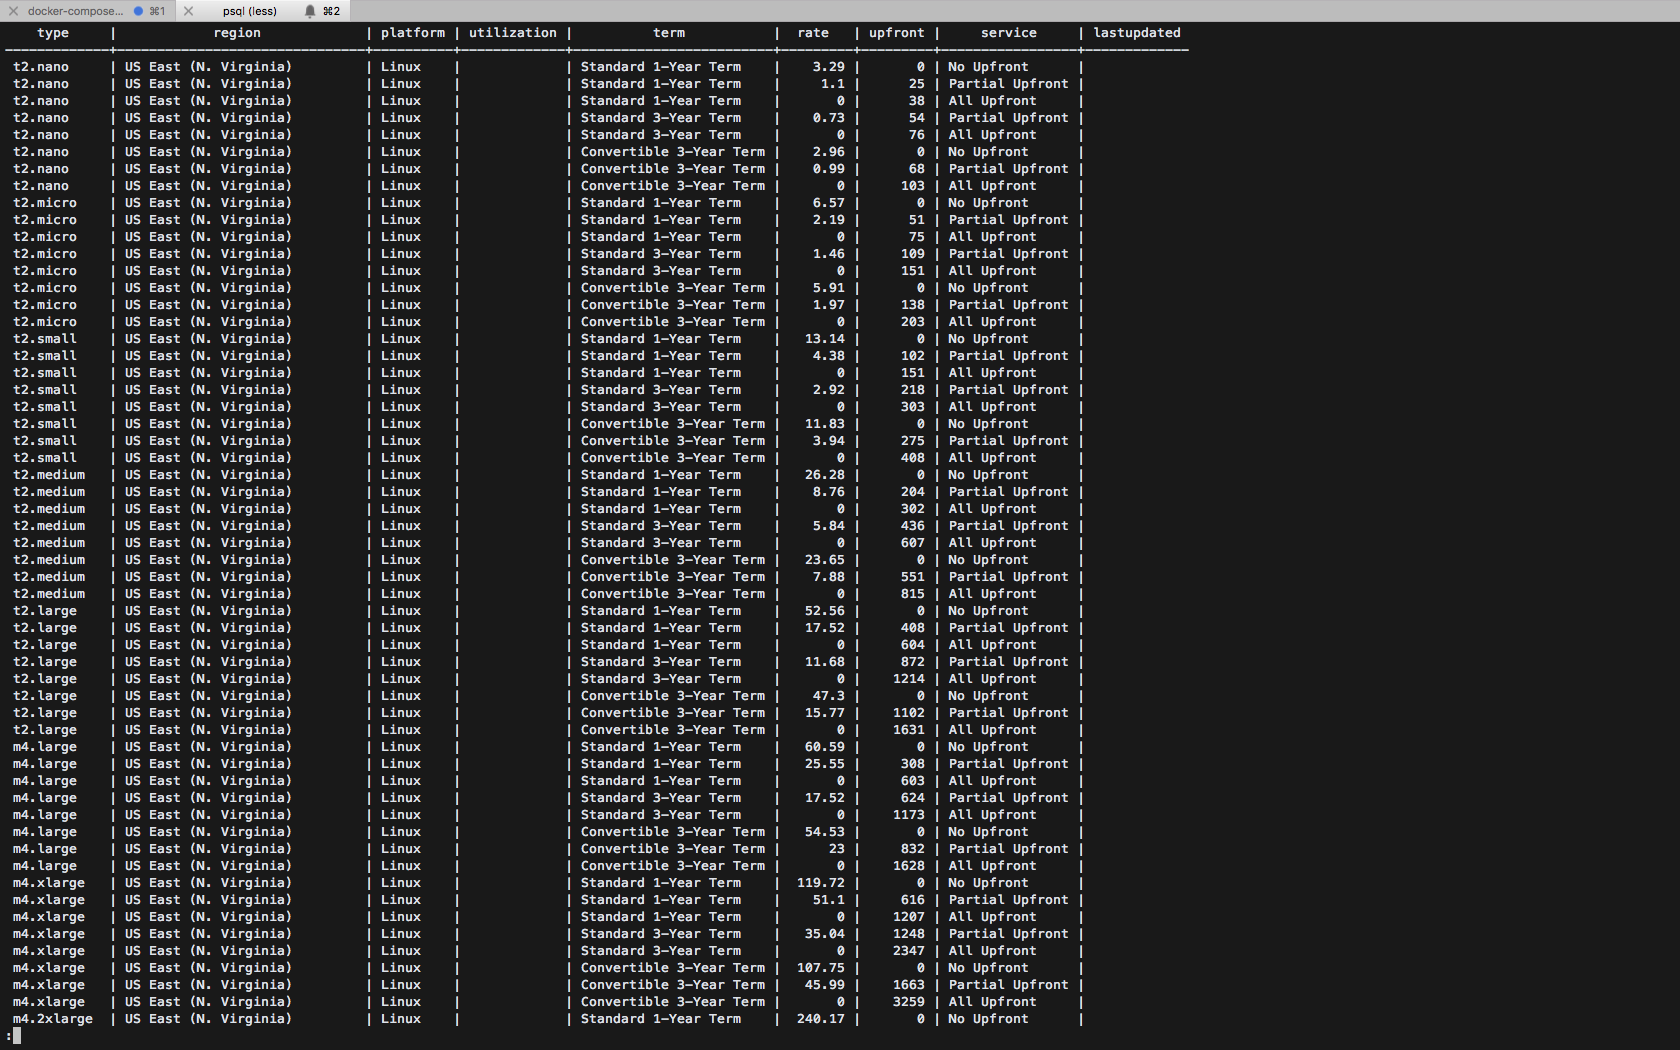 docker-compose... ⌘1 psql (less) ⌘2
type | region | platform | utilization | term | rate | upfront | service | lastupdated
t2.nano | US East (N. Virginia) | Linux | | Standard 1-Year Term | 3.29 | 0 | No Upfront |
t2.nano | US East (N. Virginia) | Linux | | Standard 1-Year Term | 1.1 | 25 | Partial Upfront |
t2.nano | US East (N. Virginia) | Linux | | Standard 1-Year Term | 0 | 38 | All Upfront |
t2.nano | US East (N. Virginia) | Linux | | Standard 3-Year Term | 0.73 | 54 | Partial Upfront |
t2.nano | US East (N. Virginia) | Linux | | Standard 3-Year Term | 0 | 76 | All Upfront |
t2.nano | US East (N. Virginia) | Linux | | Convertible 3-Year Term | 2.96 | 0 | No Upfront |
t2.nano | US East (N. Virginia) | Linux | | Convertible 3-Year Term | 0.99 | 68 | Partial Upfront |
t2.nano | US East (N. Virginia) | Linux | | Convertible 3-Year Term | 0 | 103 | All Upfront |
t2.micro | US East (N. Virginia) | Linux | | Standard 1-Year Term | 6.57 | 0 | No Upfront |
t2.micro | US East (N. Virginia) | Linux | | Standard 1-Year Term | 2.19 | 51 | Partial Upfront |
t2.micro | US East (N. Virginia) | Linux | | Standard 1-Year Term | 0 | 75 | All Upfront |
t2.micro | US East (N. Virginia) | Linux | | Standard 3-Year Term | 1.46 | 109 | Partial Upfront |
t2.micro | US East (N. Virginia) | Linux | | Standard 3-Year Term | 0 | 151 | All Upfront |
t2.micro | US East (N. Virginia) | Linux | | Convertible 3-Year Term | 5.91 | 0 | No Upfront |
t2.micro | US East (N. Virginia) | Linux | | Convertible 3-Year Term | 1.97 | 138 | Partial Upfront |
t2.micro | US East (N. Virginia) | Linux | | Convertible 3-Year Term | 0 | 203 | All Upfront |
t2.small | US East (N. Virginia) | Linux | | Standard 1-Year Term | 13.14 | 0 | No Upfront |
t2.small | US East (N. Virginia) | Linux | | Standard 1-Year Term | 4.38 | 102 | Partial Upfront |
t2.small | US East (N. Virginia) | Linux | | Standard 1-Year Term | 0 | 151 | All Upfront |
t2.small | US East (N. Virginia) | Linux | | Standard 3-Year Term | 2.92 | 218 | Partial Upfront |
t2.small | US East (N. Virginia) | Linux | | Standard 3-Year Term | 0 | 303 | All Upfront |
t2.small | US East (N. Virginia) | Linux | | Convertible 3-Year Term | 11.83 | 0 | No Upfront |
t2.small | US East (N. Virginia) | Linux | | Convertible 3-Year Term | 3.94 | 275 | Partial Upfront |
t2.small | US East (N. Virginia) | Linux | | Convertible 3-Year Term | 0 | 408 | All Upfront |
t2.medium | US East (N. Virginia) | Linux | | Standard 1-Year Term | 26.28 | 0 | No Upfront |
t2.medium | US East (N. Virginia) | Linux | | Standard 1-Year Term | 8.76 | 204 | Partial Upfront |
t2.medium | US East (N. Virginia) | Linux | | Standard 1-Year Term | 0 | 302 | All Upfront |
t2.medium | US East (N. Virginia) | Linux | | Standard 3-Year Term | 5.84 | 436 | Partial Upfront |
t2.medium | US East (N. Virginia) | Linux | | Standard 3-Year Term | 0 | 607 | All Upfront |
t2.medium | US East (N. Virginia) | Linux | | Convertible 3-Year Term | 23.65 | 0 | No Upfront |
t2.medium | US East (N. Virginia) | Linux | | Convertible 3-Year Term | 7.88 | 551 | Partial Upfront |
t2.medium | US East (N. Virginia) | Linux | | Convertible 3-Year Term | 0 | 815 | All Upfront |
t2.large | US East (N. Virginia) | Linux | | Standard 1-Year Term | 52.56 | 0 | No Upfront |
t2.large | US East (N. Virginia) | Linux | | Standard 1-Year Term | 17.52 | 408 | Partial Upfront |
t2.large | US East (N. Virginia) | Linux | | Standard 1-Year Term | 0 | 604 | All Upfront |
t2.large | US East (N. Virginia) | Linux | | Standard 3-Year Term | 11.68 | 872 | Partial Upfront |
t2.large | US East (N. Virginia) | Linux | | Standard 3-Year Term | 0 | 1214 | All Upfront |
t2.large | US East (N. Virginia) | Linux | | Convertible 3-Year Term | 47.3 | 0 | No Upfront |
t2.large | US East (N. Virginia) | Linux | | Convertible 3-Year Term | 15.77 | 1102 | Partial Upfront |
t2.large | US East (N. Virginia) | Linux | | Convertible 3-Year Term | 0 | 1631 | All Upfront |
m4.large | US East (N. Virginia) | Linux | | Standard 1-Year Term | 60.59 | 0 | No Upfront |
m4.large | US East (N. Virginia) | Linux | | Standard 1-Year Term | 25.55 | 308 | Partial Upfront |
m4.large | US East (N. Virginia) | Linux | | Standard 1-Year Term | 0 | 603 | All Upfront |
m4.large | US East (N. Virginia) | Linux | | Standard 3-Year Term | 17.52 | 624 | Partial Upfront |
m4.large | US East (N. Virginia) | Linux | | Standard 3-Year Term | 0 | 1173 | All Upfront |
m4.large | US East (N. Virginia) | Linux | | Convertible 3-Year Term | 54.53 | 0 | No Upfront |
m4.large | US East (N. Virginia) | Linux | | Convertible 3-Year Term | 23 | 832 | Partial Upfront |
m4.large | US East (N. Virginia) | Linux | | Convertible 3-Year Term | 0 | 1628 | All Upfront |
m4.xlarge | US East (N. Virginia) | Linux | | Standard 1-Year Term | 119.72 | 0 | No Upfront |
m4.xlarge | US East (N. Virginia) | Linux | | Standard 1-Year Term | 51.1 | 616 | Partial Upfront |
m4.xlarge | US East (N. Virginia) | Linux | | Standard 1-Year Term | 0 | 1207 | All Upfront |
m4.xlarge | US East (N. Virginia) | Linux | | Standard 3-Year Term | 35.04 | 1248 | Partial Upfront |
m4.xlarge | US East (N. Virginia) | Linux | | Standard 3-Year Term | 0 | 2347 | All Upfront |
m4.xlarge | US East (N. Virginia) | Linux | | Convertible 3-Year Term | 107.75 | 0 | No Upfront |
m4.xlarge | US East (N. Virginia) | Linux | | Convertible 3-Year Term | 45.99 | 1663 | Partial Upfront |
m4.xlarge | US East (N. Virginia) | Linux | | Convertible 3-Year Term | 0 | 3259 | All Upfront |
m4.2xlarge | US East (N. Virginia) | Linux | | Standard 1-Year Term | 240.17 | 0 | No Upfront |
: